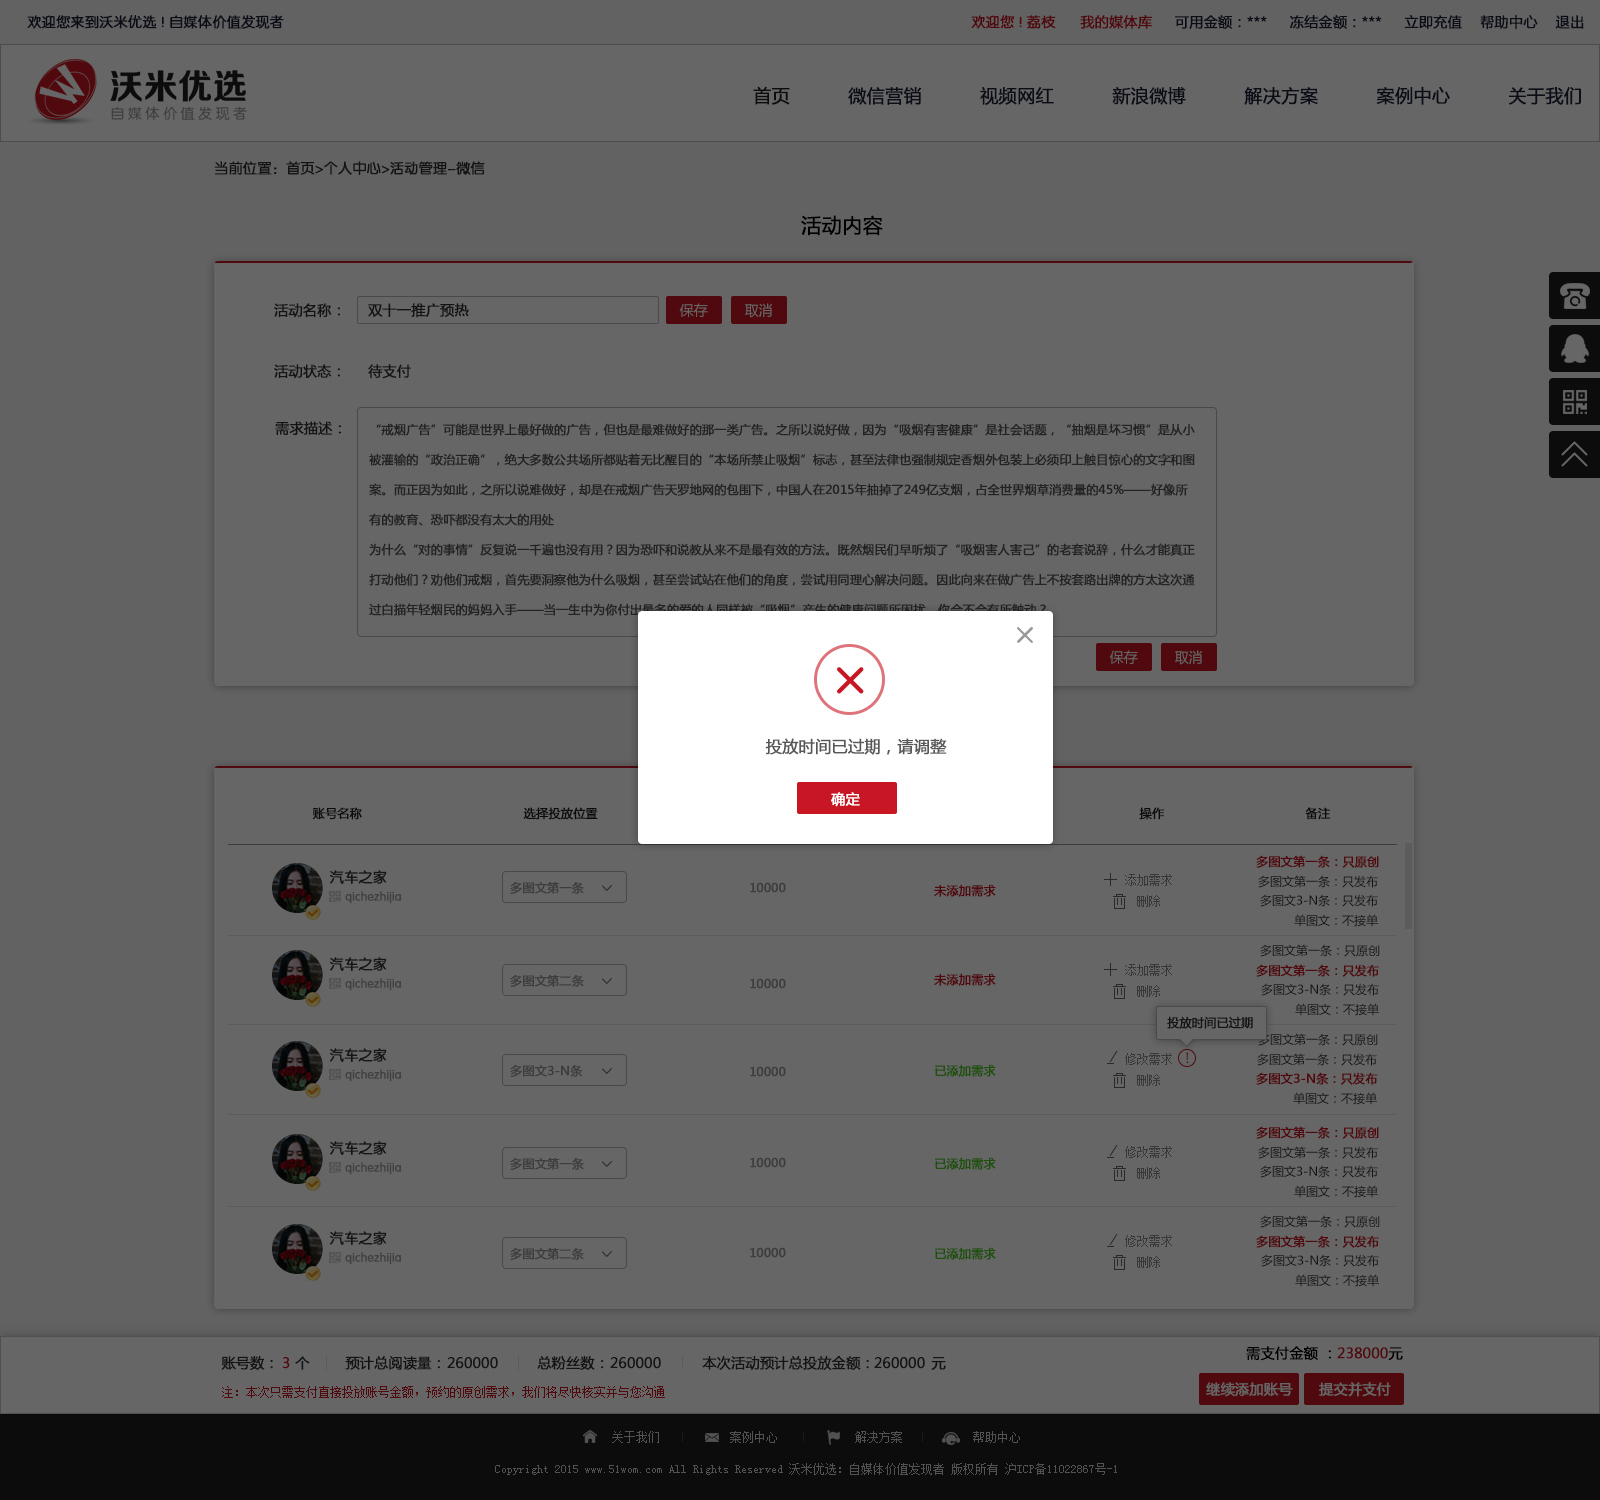 欢迎您来到沃米优选！自媒体价值发现者
欢迎您！荔枝 我的媒体库 可用金额：*** 冻结金额：*** 立即充值 帮助中心 退出
沃米优选
自媒体价值发现者
首页 微信营销 视频网红 新浪微博 解决方案 案例中心 关于我们
当前位置：首页>个人中心>活动管理-微信
活动内容
活动名称： 双十一推广预热 保存 取消
活动状态： 待支付
需求描述：
“戒烟广告”可能是世界上最好做的广告，但也是最难做好的那一类广告。之所以说好做，因为“吸烟有害健康”是社会话题，“抽烟是坏习惯”是从小
被灌输的“政治正确”，绝大多数公共场所都贴着无比醒目的“本场所禁止吸烟”标志，甚至法律也强制规定香烟外包装上必须印上触目惊心的文字和图
案。而正因为如此，之所以说难做好，却是在戒烟广告天罗地网的包围下，中国人在2015年抽掉了249亿支烟，占全世界烟草消费量的45%——好像所
有的教育、恐吓都没有太大的用处
为什么“对的事情”反复说一千遍也没有用？因为恐吓和说教从来不是最有效的方法。既然烟民们早听烦了“吸烟害人害己”的老套说辞，什么才能真正
打动他们？劝他们戒烟，首先要洞察他为什么吸烟，甚至尝试站在他们的角度，尝试用同理心解决问题。因此向来在做广告上不按套路出牌的方太这次通
过白描年轻烟民的妈妈入手——当一生中为你付出最多的爱的人同样被“吸烟”产生的健康问题所困扰，你会不会有所触动？
保存 取消
投放时间已过期，请调整
确定
账号名称 选择投放位置 操作 备注
汽车之家
qichezhijia
多图文第一条
10000
未添加需求
添加需求
删除
多图文第一条：只原创
多图文第一条：只发布
多图文3-N条：只发布
单图文：不接单
汽车之家
qichezhijia
多图文第二条
10000
未添加需求
添加需求
删除
多图文第一条：只原创
多图文第一条：只发布
多图文3-N条：只发布
单图文：不接单
投放时间已过期
汽车之家
qichezhijia
多图文3-N条
10000
已添加需求
修改需求
删除
多图文第一条：只原创
多图文第一条：只发布
多图文3-N条：只发布
单图文：不接单
汽车之家
qichezhijia
多图文第一条
10000
已添加需求
修改需求
删除
多图文第一条：只原创
多图文第一条：只发布
多图文3-N条：只发布
单图文：不接单
汽车之家
qichezhijia
多图文第二条
10000
已添加需求
修改需求
删除
多图文第一条：只原创
多图文第一条：只发布
多图文3-N条：只发布
单图文：不接单
账号数：3 个 预计总阅读量：260000 总粉丝数：260000 本次活动预计总投放金额：260000 元
需支付金额 ：238000元
注：本次只需支付直接投放账号金额，预约的原创需求，我们将尽快核实并与您沟通
继续添加账号 提交并支付
关于我们 案例中心 解决方案 帮助中心
Copyright 2015 www.51wom.com All Rights Reserved 沃米优选：自媒体价值发现者 版权所有 沪ICP备11022867号-1